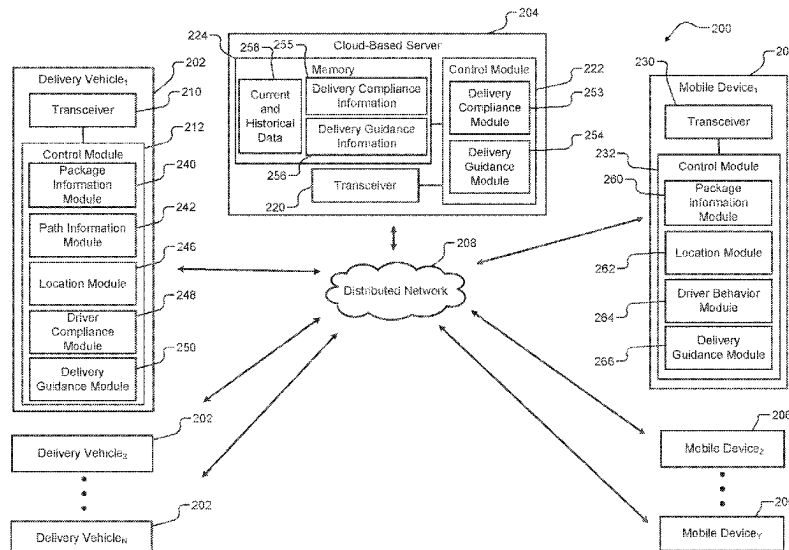 204
200
224
258
255
Cloud-Based Server
Memory
Current and Historical Data
Delivery Compliance Information
Delivery Guidance Information
256
Control Module
222
Delivery Compliance Module
253
Delivery Guidance Module
254
Transceiver
220
Delivery Vehicle1
202
Transceiver
210
212
Control Module
Package Information Module
240
Path Information Module
242
Location Module
246
Driver Compliance Module
248
Delivery Guidance Module
250
208
Distributed Network
20
230
Mobile Device1
Transceiver
232
Control Module
260
Package Information Module
262
Location Module
264
Driver Behavior Module
266
Delivery Guidance Module
202
Delivery Vehicle2
202
Delivery VehicleN
206
Mobile Device2
20
Mobile DeviceY